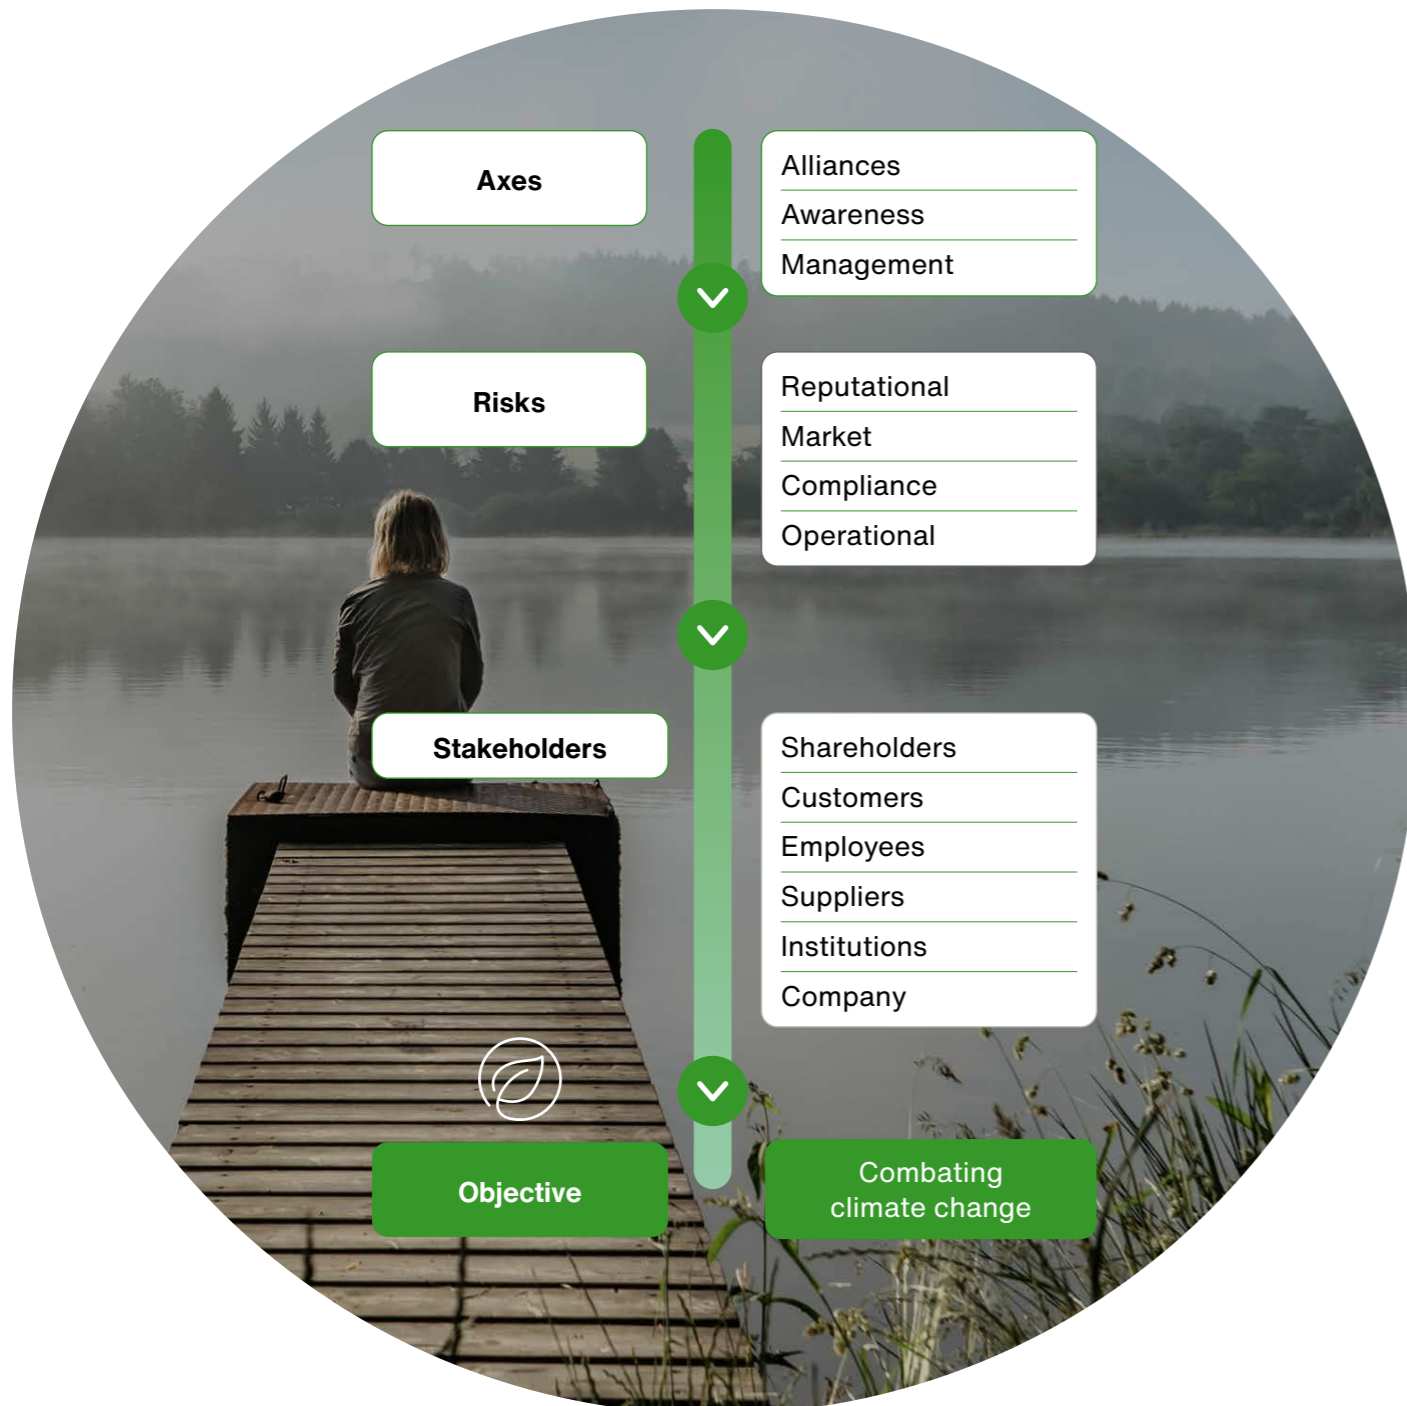 Axes
Alliances
Awareness
Management
Risks
Reputational
Market
Compliance
Operational
Stakeholders
Shareholders
Customers
Employees
Suppliers
Institutions
Company
Objective
Combating
climate change